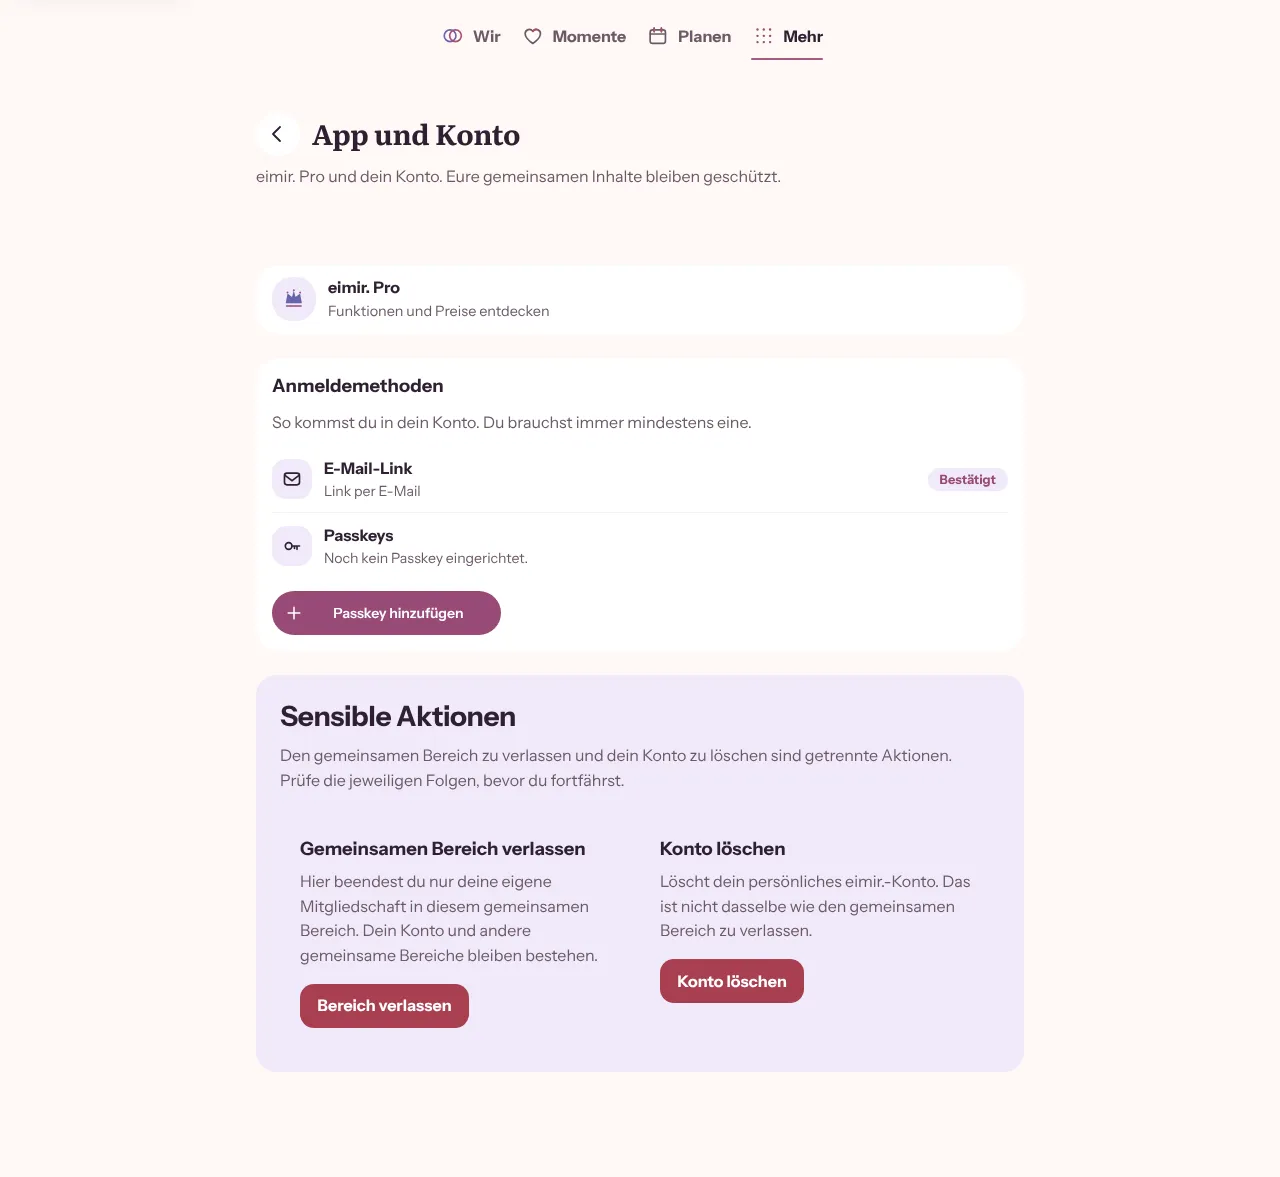 Wir
Momente
Planen
Mehr
App und Konto
eimir. Pro und dein Konto. Eure gemeinsamen Inhalte bleiben geschützt.
eimir. Pro
Funktionen und Preise entdecken
Anmeldemethoden
So kommst du in dein Konto. Du brauchst immer mindestens eine.
E-Mail-Link
Link per E-Mail
Bestätigt
Passkeys
Noch kein Passkey eingerichtet.
Passkey hinzufügen
Sensible Aktionen
Den gemeinsamen Bereich zu verlassen und dein Konto zu löschen sind getrennte Aktionen.
Prüfe die jeweiligen Folgen, bevor du fortfährst.
Gemeinsamen Bereich verlassen
Hier beendest du nur deine eigene
Mitgliedschaft in diesem gemeinsamen
Bereich. Dein Konto und andere
gemeinsame Bereiche bleiben bestehen.
Bereich verlassen
Konto löschen
Löscht dein persönliches eimir.-Konto. Das
ist nicht dasselbe wie den gemeinsamen
Bereich zu verlassen.
Konto löschen